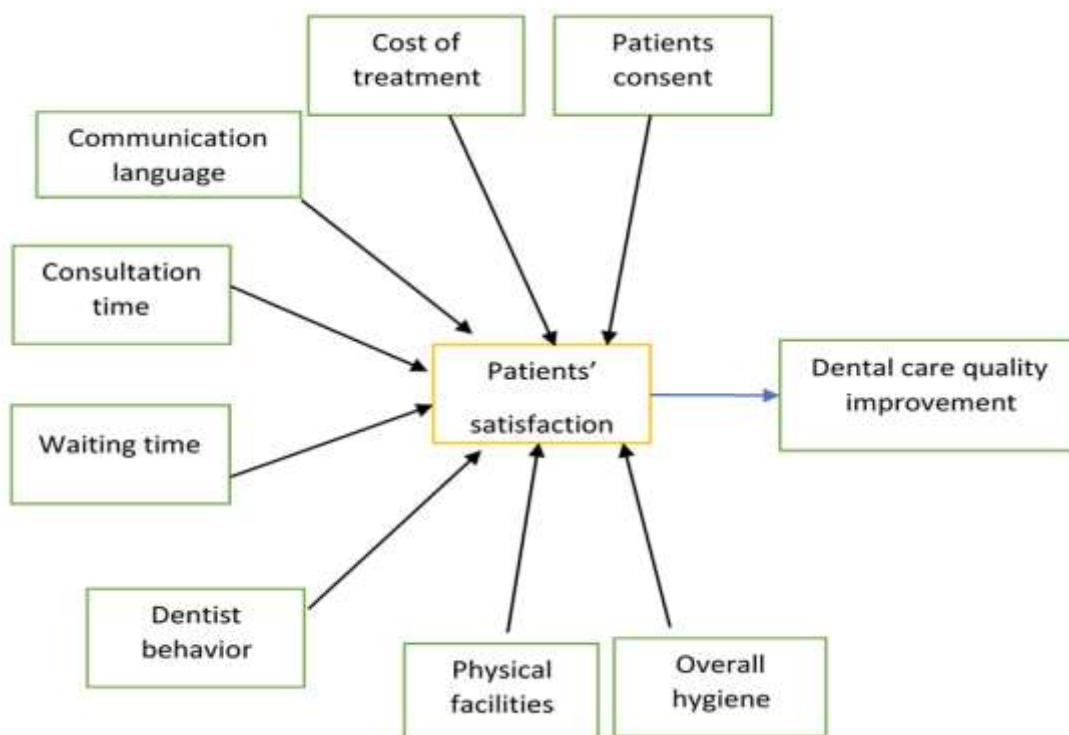 Cost of
treatment
Patients
consent
Communication
language
Consultation
time
Patients’
satisfaction
Dental care quality
improvement
Waiting time
Dentist
behavior
Physical
facilities
Overall
hygiene